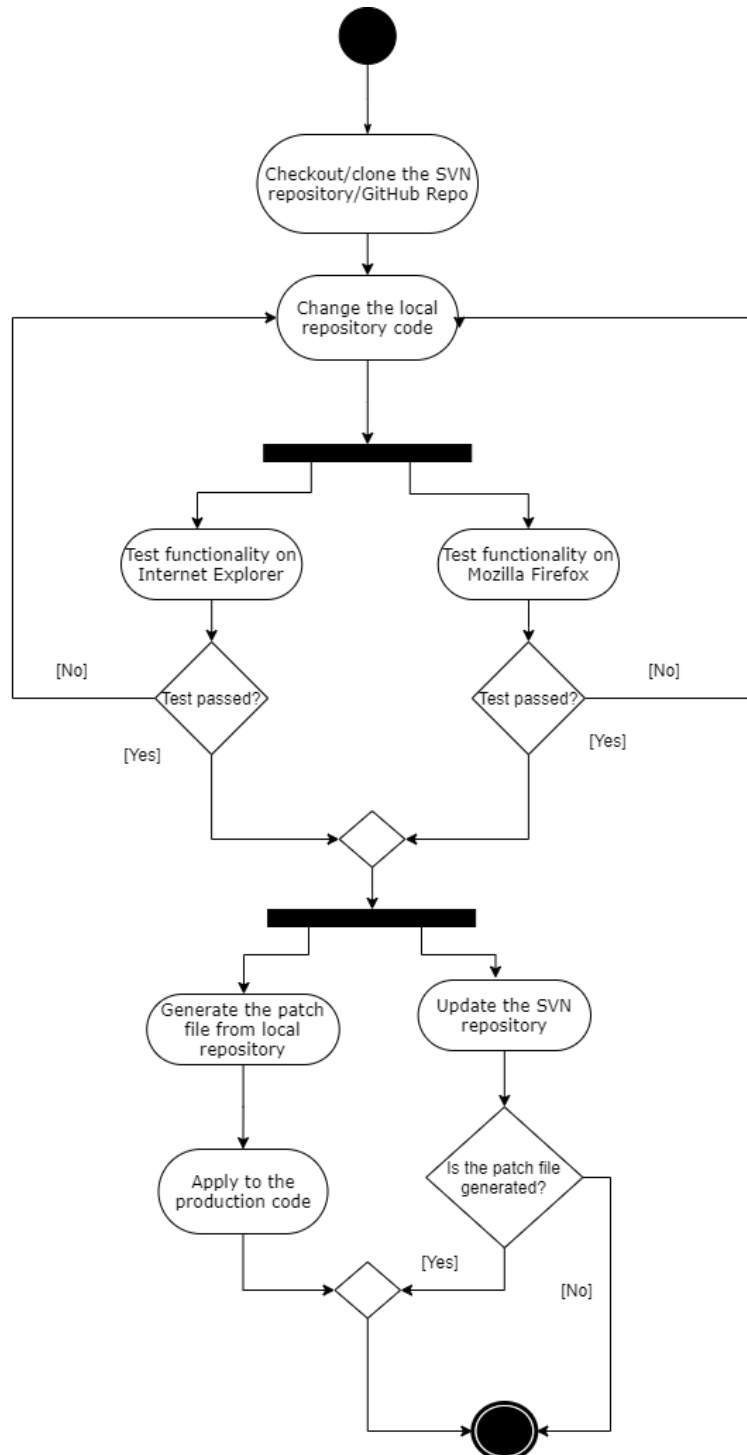 Checkout/clone the SVN
repository/GitHub Repo
Change the local
repository code
Test functionality on
Internet Explorer
Test functionality on
Mozilla Firefox
[No]
Test passed?
[Yes]
Test passed?
[No]
[Yes]
Generate the patch
file from local
repository
Update the SVN
repository
Apply to the
production code
Is the patch file
generated?
[Yes]
[No]